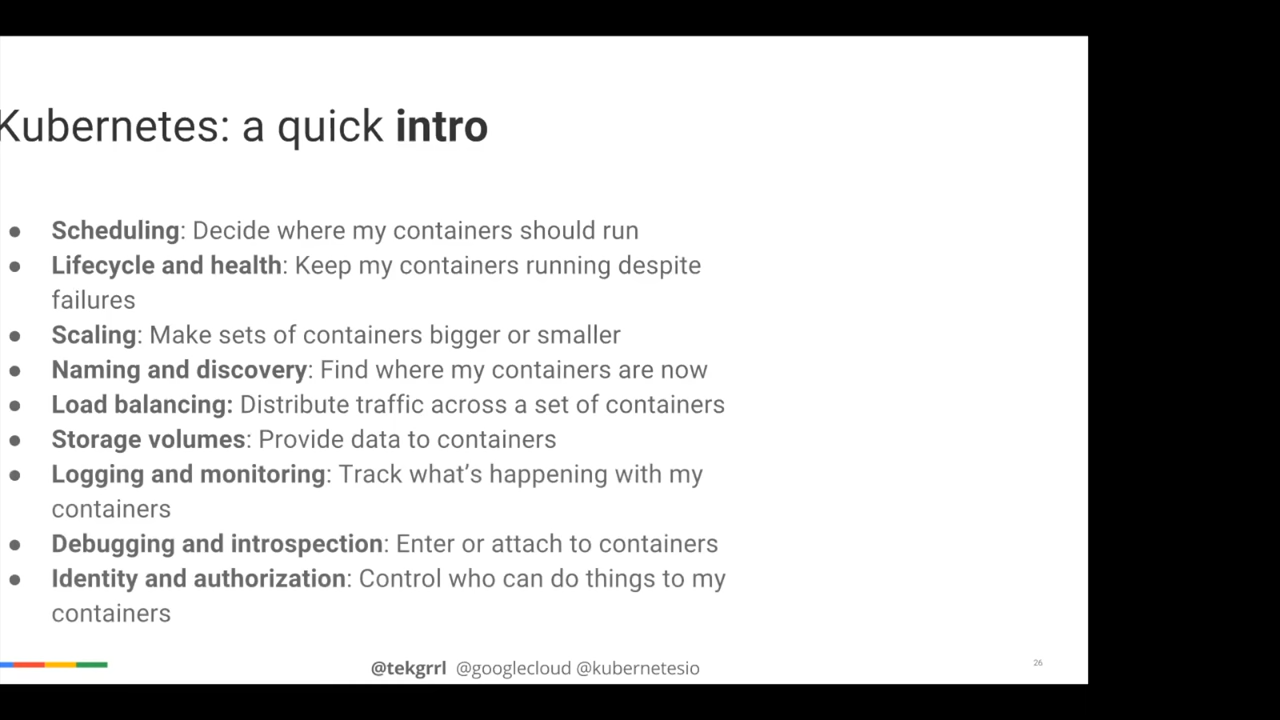 Kubernetes: a quick intro
● Scheduling: Decide where my containers should run
● Lifecycle and health: Keep my containers running despite
failures
● Scaling: Make sets of containers bigger or smaller
● Naming and discovery: Find where my containers are now
● Load balancing: Distribute traffic across a set of containers
● Storage volumes: Provide data to containers
● Logging and monitoring: Track what’s happening with my
containers
● Debugging and introspection: Enter or attach to containers
● Identity and authorization: Control who can do things to my
containers
@tekgrrl @googlecloud @kubernetesio
26